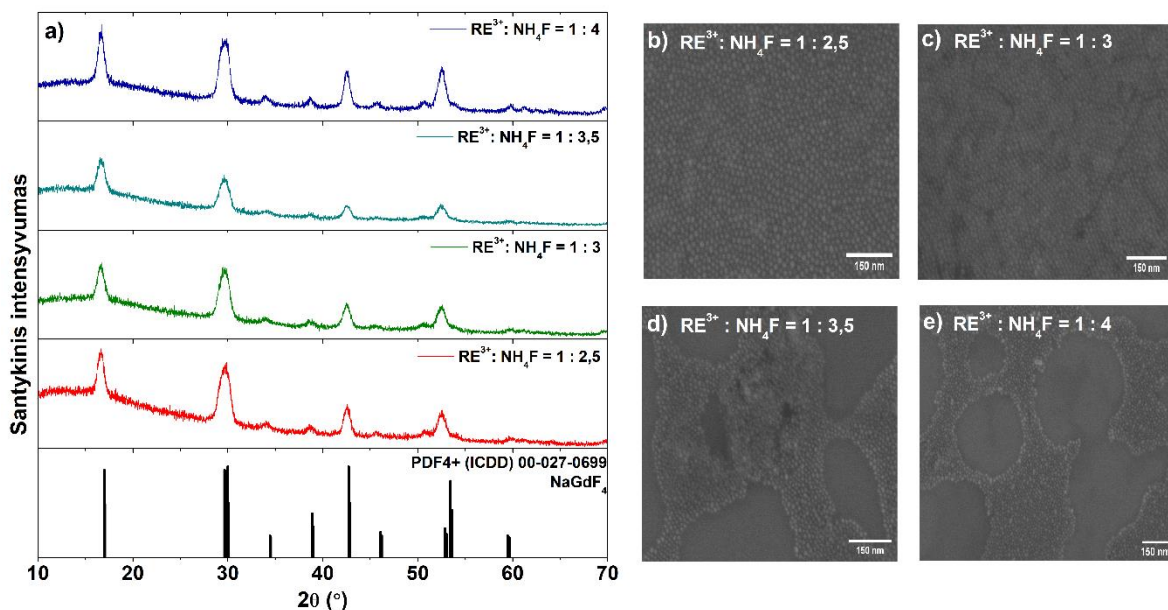 a)
RE³⁺: NH₄F = 1 : 4
RE³⁺: NH₄F = 1 : 3,5
RE³⁺: NH₄F = 1 : 3
RE³⁺: NH₄F = 1 : 2,5
PDF4+ (ICDD) 00-027-0699
NaGdF₄
Santykinis intensyvumas
10 20 30 40 50 60 70
2θ (°)
b) RE³⁺: NH₄F = 1 : 2,5
150 nm
c) RE³⁺: NH₄F = 1 : 3
150 nm
d) RE³⁺: NH₄F = 1 : 3,5
150 nm
e) RE³⁺: NH₄F = 1 : 4
150 nm